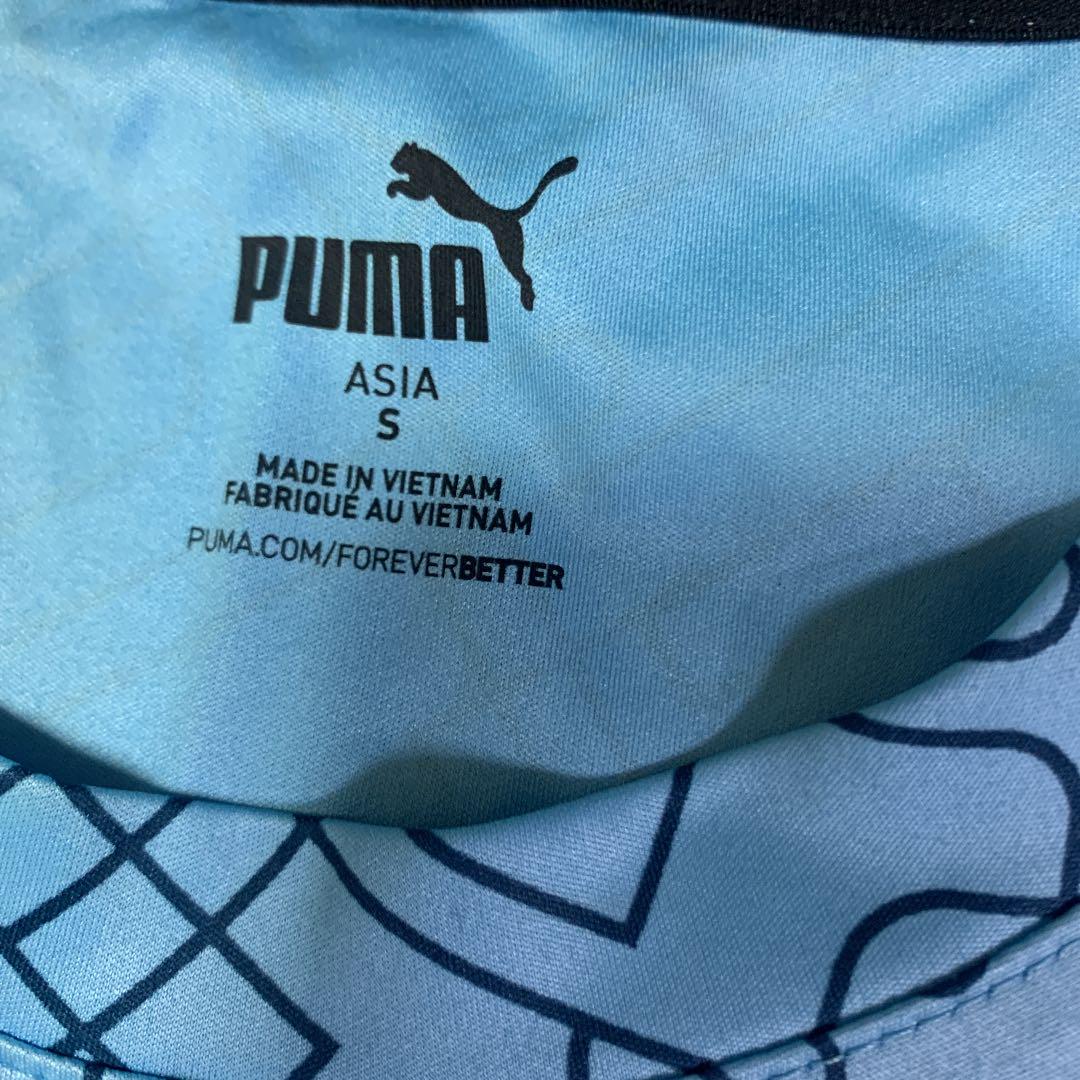 PUMA
ASIA
S
MADE IN VIETNAM
FABRIQUÉ AU VIETNAM
PUMA.COM/FOREVERBETTER